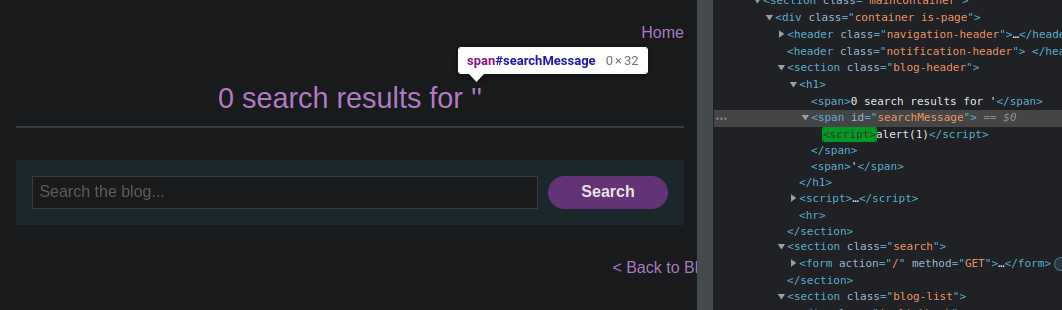 Home
span#searchMessage 0 × 32
0 search results for ''
Search the blog...
Search
< Back to Bl
<section class="maincontainer">
<div class="container is-page">
<header class="navigation-header">…</heade
<header class="notification-header"> </hea
<section class="blog-header">
<h1>
<span>0 search results for '</span>
… <span id="searchMessage"> == $0
<script>alert(1)</script>
</span>
<span>'</span>
</h1>
<script>…</script>
<hr>
</section>
<section class="search">
<form action="/" method="GET">…</form>
</section>
<section class="blog-list">